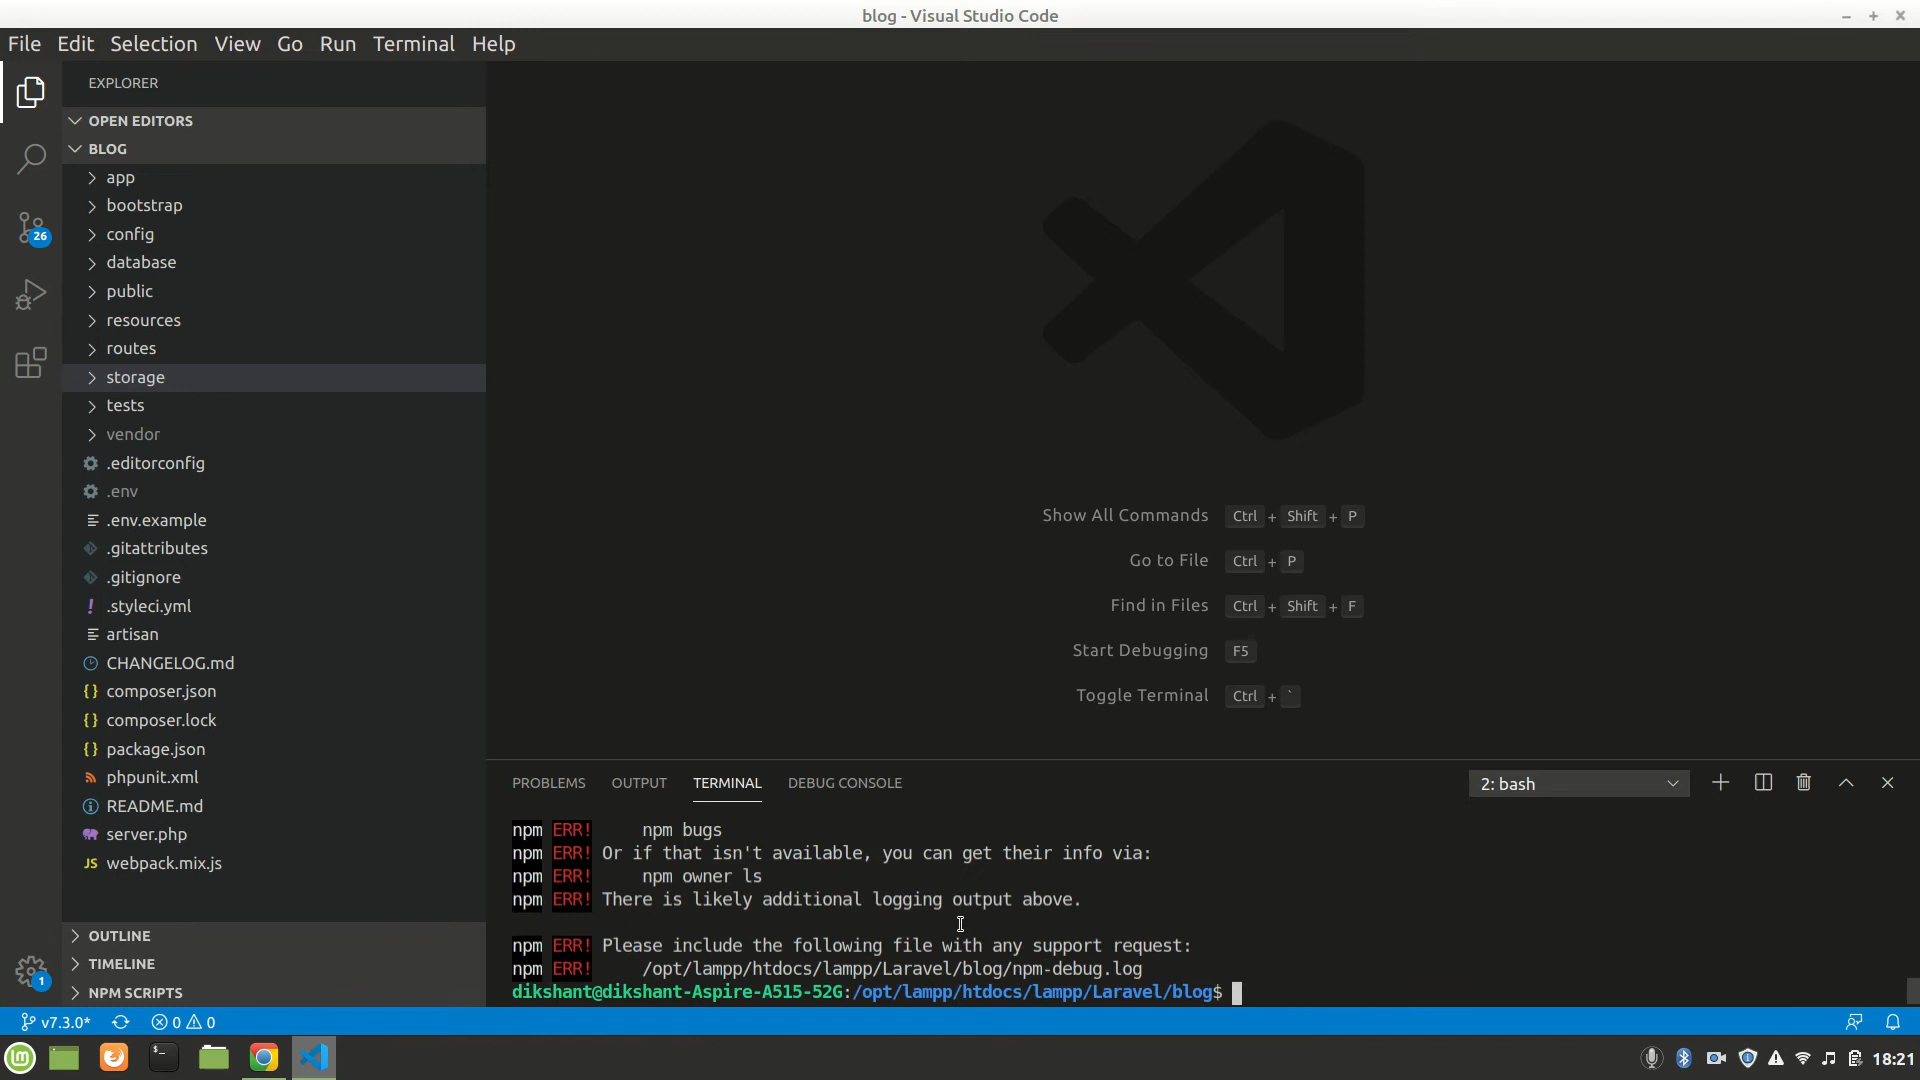 blog - Visual Studio Code
File Edit Selection View Go Run Terminal Help
EXPLORER
OPEN EDITORS
BLOG
app
bootstrap
config
database
public
resources
routes
storage
tests
vendor
.editorconfig
.env
.env.example
.gitattributes
.gitignore
! .styleci.yml
artisan
CHANGELOG.md
{} composer.json
{} composer.lock
{} package.json
phpunit.xml
README.md
server.php
JS webpack.mix.js
OUTLINE
TIMELINE
NPM SCRIPTS
26
1
Show All Commands Ctrl + Shift + P
Go to File Ctrl + P
Find in Files Ctrl + Shift + F
Start Debugging F5
Toggle Terminal Ctrl + `
PROBLEMS OUTPUT TERMINAL DEBUG CONSOLE 2: bash
npm ERR! npm bugs
npm ERR! Or if that isn't available, you can get their info via:
npm ERR! npm owner ls
npm ERR! There is likely additional logging output above.
npm ERR! Please include the following file with any support request:
npm ERR! /opt/lampp/htdocs/lampp/Laravel/blog/npm-debug.log
dikshant@dikshant-Aspire-A515-52G:/opt/lampp/htdocs/lampp/Laravel/blog$
v7.3.0* 0 0
18:21